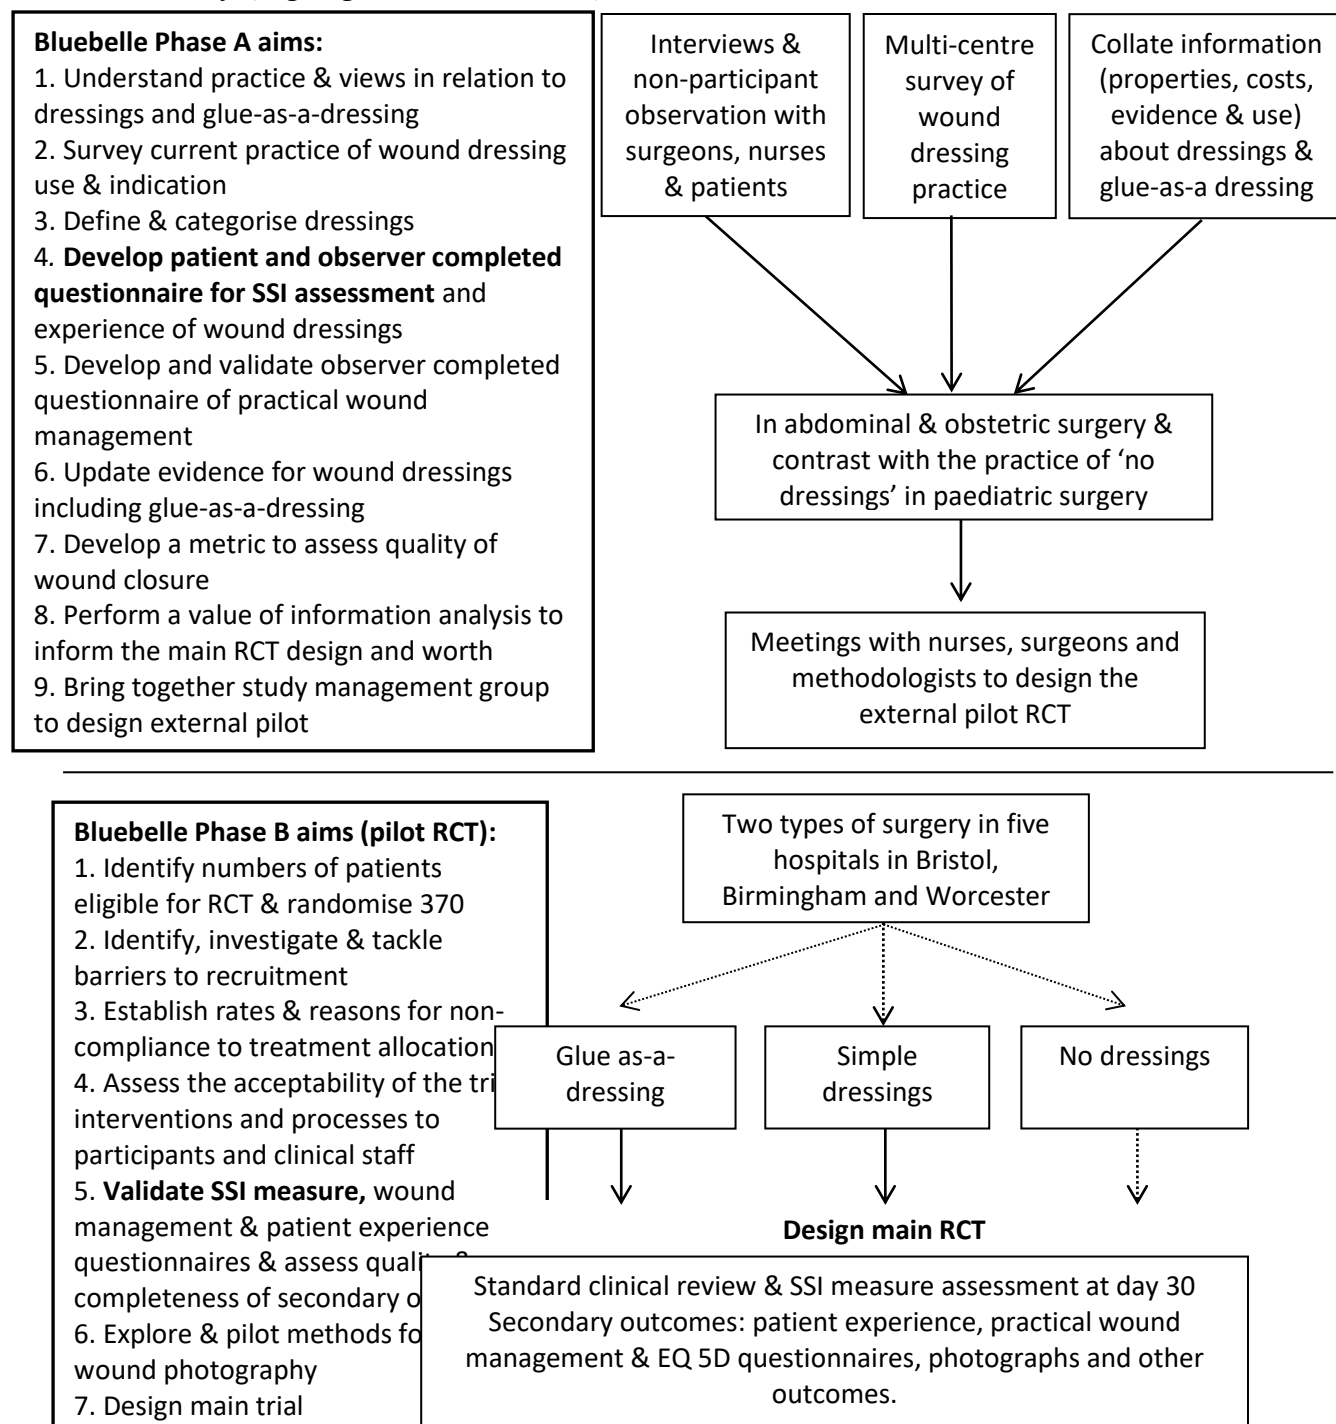 Bluebelle Phase A aims:
1. Understand practice & views in relation to
dressings and glue-as-a-dressing
2. Survey current practice of wound dressing
use & indication
3. Define & categorise dressings
4. Develop patient and observer completed
questionnaire for SSI assessment and
experience of wound dressings
5. Develop and validate observer completed
questionnaire of practical wound
management
6. Update evidence for wound dressings
including glue-as-a-dressing
7. Develop a metric to assess quality of
wound closure
8. Perform a value of information analysis to
inform the main RCT design and worth
9. Bring together study management group
to design external pilot
Interviews &
non-participant
observation with
surgeons, nurses
& patients
Multi-centre
survey of
wound
dressing
practice
Collate information
(properties, costs,
evidence & use)
about dressings &
glue-as-a dressing
In abdominal & obstetric surgery &
contrast with the practice of ‘no
dressings’ in paediatric surgery
Meetings with nurses, surgeons and
methodologists to design the
external pilot RCT
Bluebelle Phase B aims (pilot RCT):
1. Identify numbers of patients
eligible for RCT & randomise 370
2. Identify, investigate & tackle
barriers to recruitment
3. Establish rates & reasons for non-
compliance to treatment allocation
4. Assess the acceptability of the tri
interventions and processes to
participants and clinical staff
5. Validate SSI measure, wound
management & patient experience
questionnaires & assess quali
completeness of secondary o
6. Explore & pilot methods fo
wound photography
7. Design main trial
Two types of surgery in five
hospitals in Bristol,
Birmingham and Worcester
Glue as-a-
dressing
Simple
dressings
No dressings
Design main RCT
Standard clinical review & SSI measure assessment at day 30
Secondary outcomes: patient experience, practical wound
management & EQ 5D questionnaires, photographs and other
outcomes.